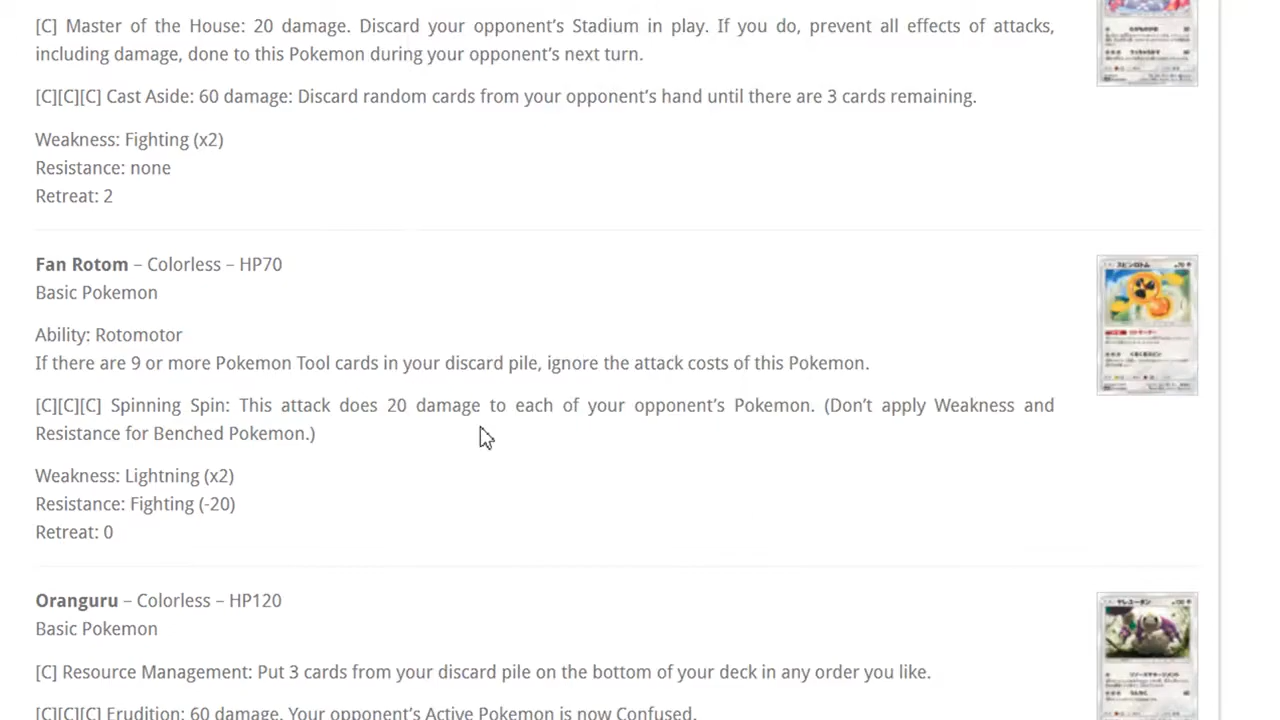 [C] Master of the House: 20 damage. Discard your opponent’s Stadium in play. If you do, prevent all effects of attacks,
including damage, done to this Pokemon during your opponent’s next turn.
[C][C][C] Cast Aside: 60 damage: Discard random cards from your opponent’s hand until there are 3 cards remaining.
Weakness: Fighting (x2)
Resistance: none
Retreat: 2
Fan Rotom – Colorless – HP70
Basic Pokemon
Ability: Rotomotor
If there are 9 or more Pokemon Tool cards in your discard pile, ignore the attack costs of this Pokemon.
[C][C][C] Spinning Spin: This attack does 20 damage to each of your opponent’s Pokemon. (Don’t apply Weakness and
Resistance for Benched Pokemon.)
Weakness: Lightning (x2)
Resistance: Fighting (-20)
Retreat: 0
Oranguru – Colorless – HP120
Basic Pokemon
[C] Resource Management: Put 3 cards from your discard pile on the bottom of your deck in any order you like.
[C][C][C] Erudition: 60 damage. Your opponent’s Active Pokemon is now Confused.